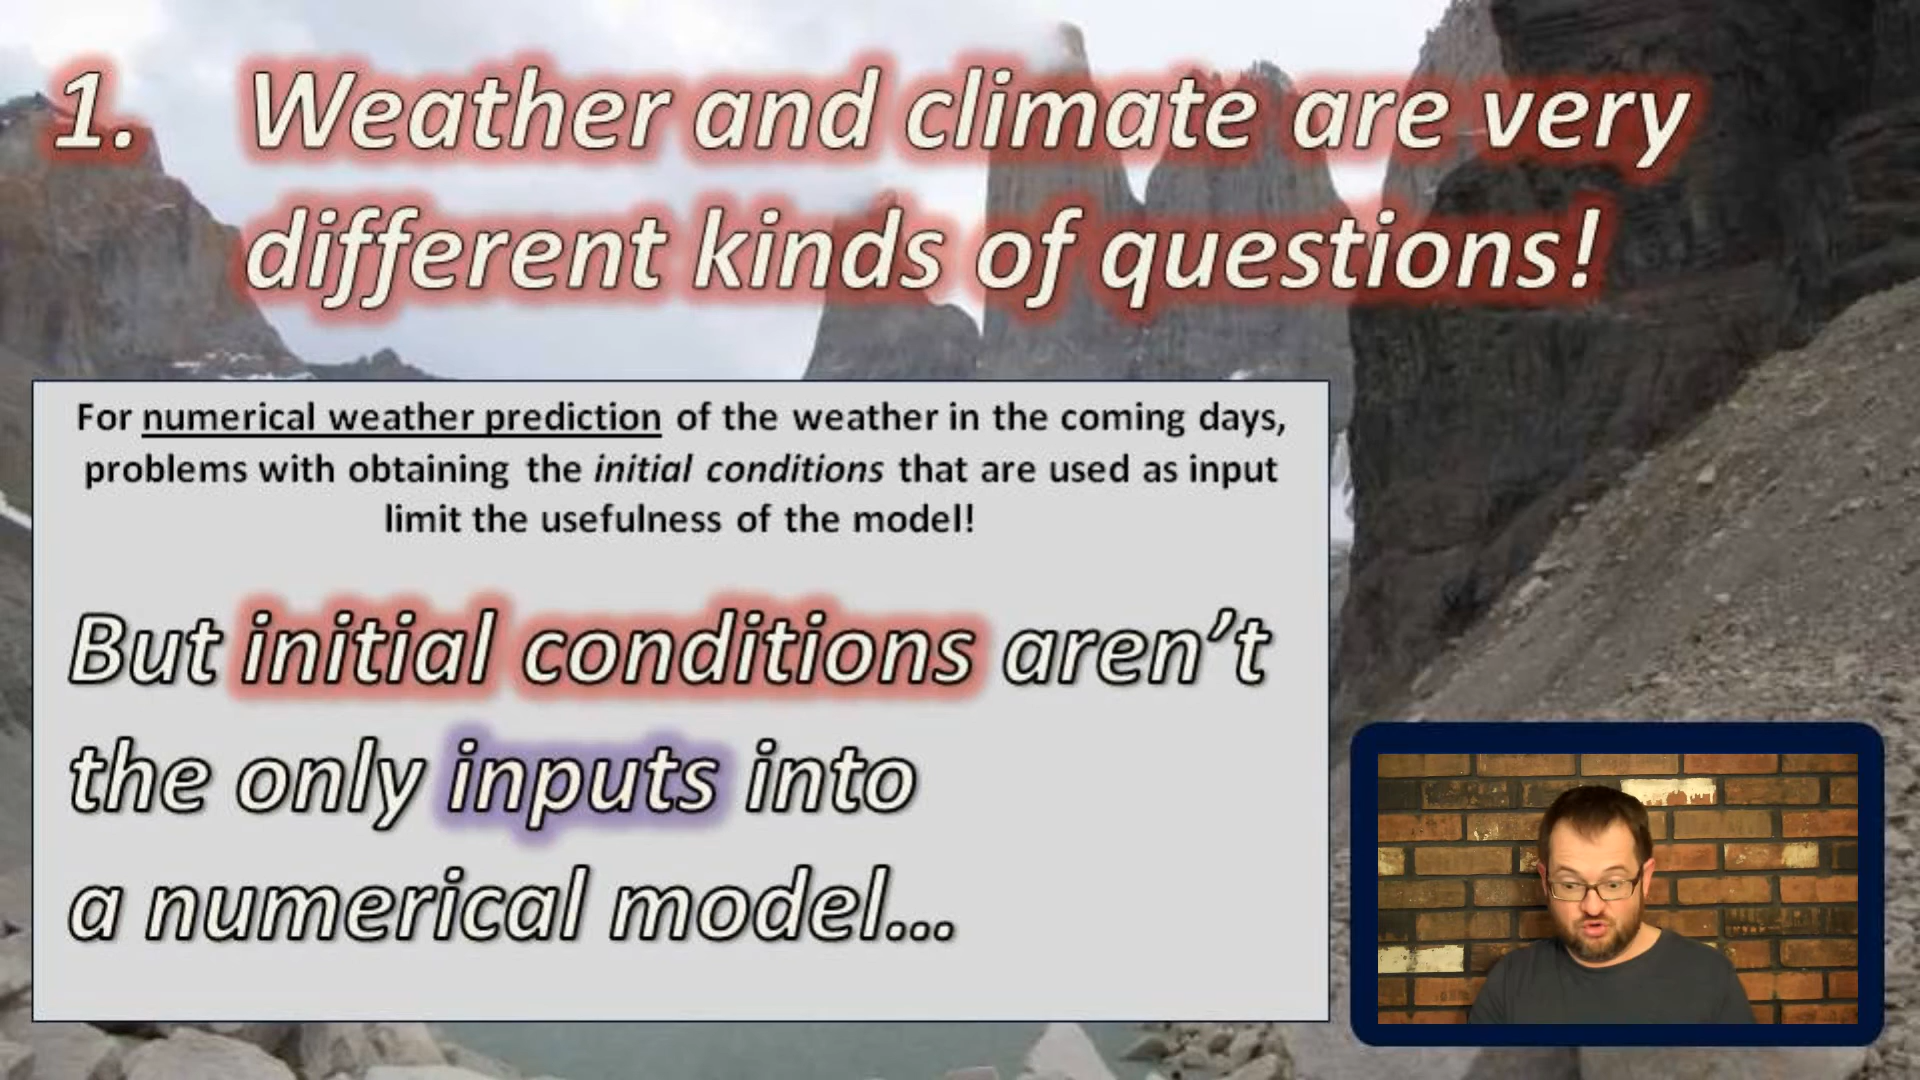 1. Weather and climate are very
different kinds of questions!
For numerical weather prediction of the weather in the coming days,
problems with obtaining the initial conditions that are used as input
limit the usefulness of the model!
But initial conditions aren’t
the only inputs into
a numerical model...